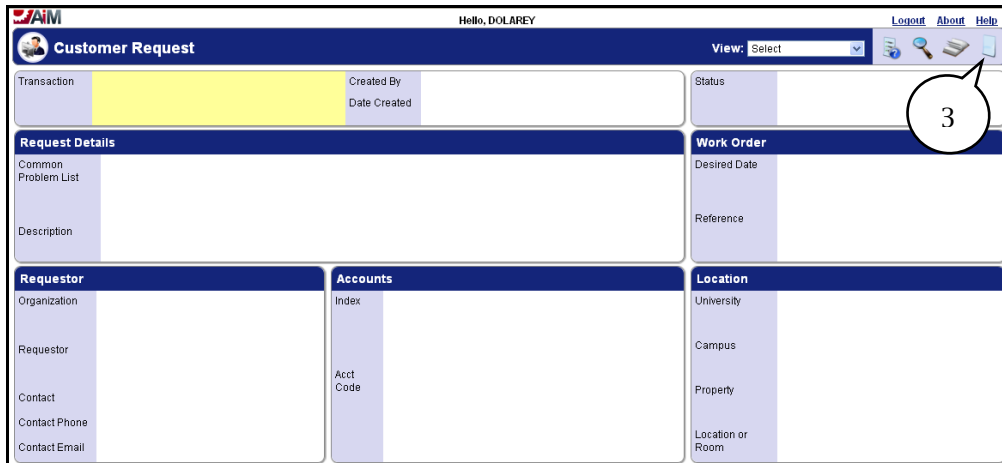 AiM
Hello, DOLAREY
Logout About Help
Customer Request
View: Select
3
Transaction
Created By
Date Created
Status
Request Details
Common
Problem List
Description
Work Order
Desired Date
Reference
Requestor
Organization
Requestor
Contact
Contact Phone
Contact Email
Accounts
Index
Acct
Code
Location
University
Campus
Property
Location or
Room